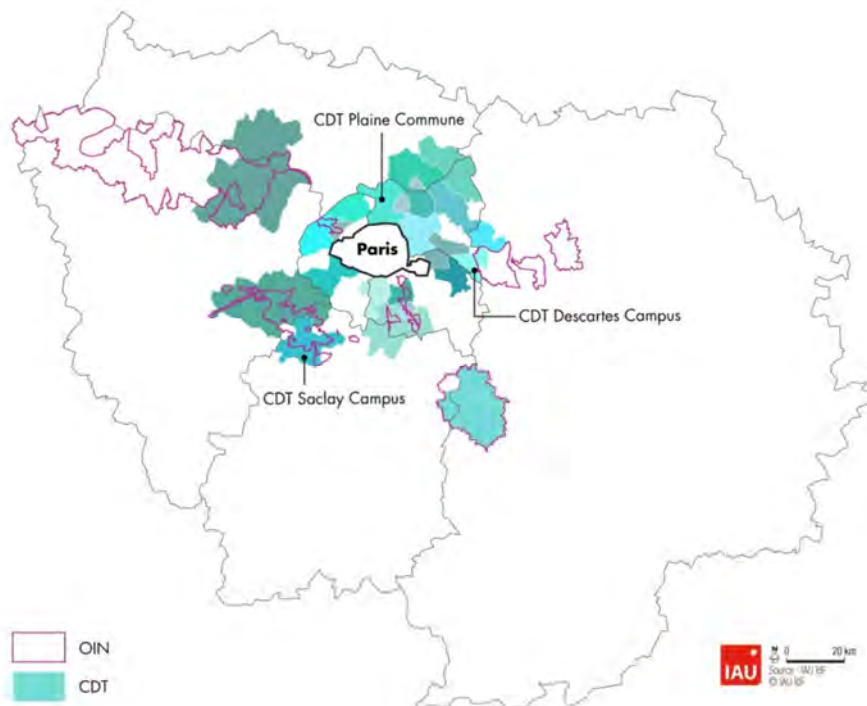 CDT Plaine Commune
Paris
CDT Descartes Campus
CDT Saclay Campus
OIN
CDT
IAU
N
0 20 km
Source : IAU IdF
© IAU IdF